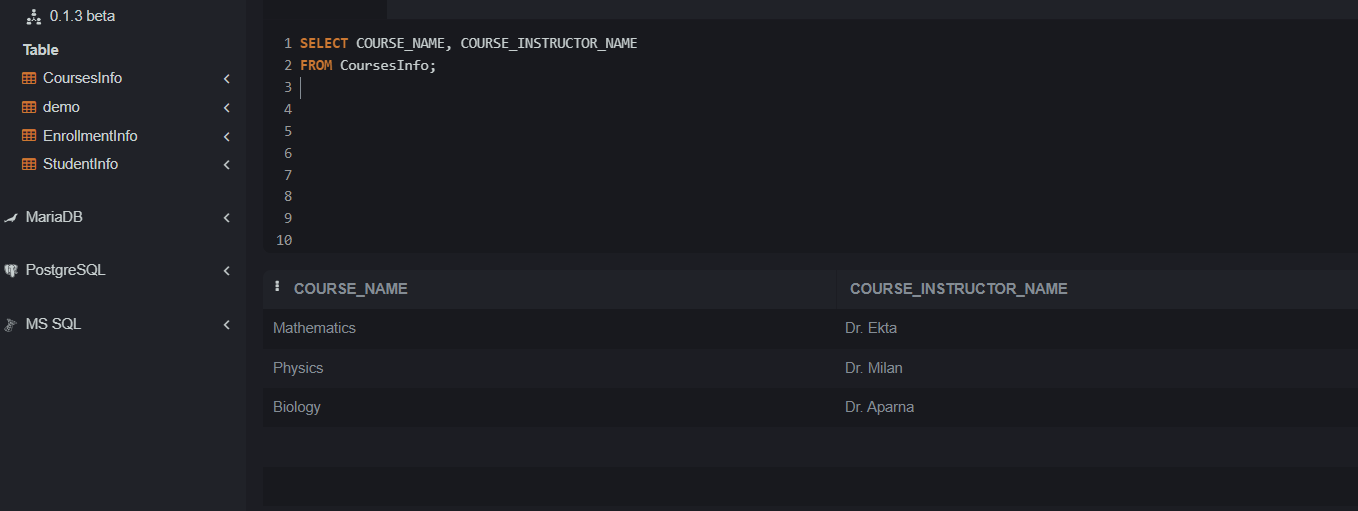 0.1.3 beta
Table
CoursesInfo
demo
EnrollmentInfo
StudentInfo
MariaDB
PostgreSQL
MS SQL
1 SELECT COURSE_NAME, COURSE_INSTRUCTOR_NAME
2 FROM CoursesInfo;
3
4
5
6
7
8
9
10
COURSE_NAME COURSE_INSTRUCTOR_NAME
Mathematics Dr. Ekta
Physics Dr. Milan
Biology Dr. Aparna